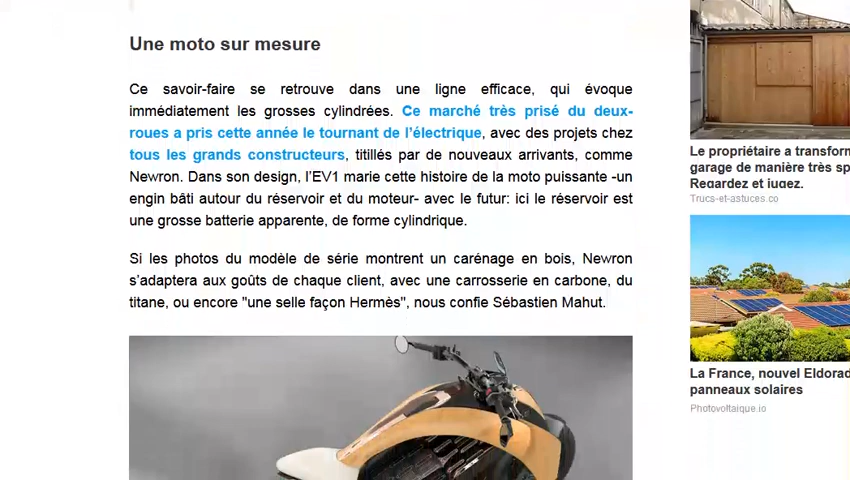 Une moto sur mesure
Ce savoir-faire se retrouve dans une ligne efficace, qui évoque
immédiatement les grosses cylindrées. Ce marché très prisé du deux-
roues a pris cette année le tournant de l'électrique, avec des projets chez
tous les grands constructeurs, titillés par de nouveaux arrivants, comme
Newron. Dans son design, l'EV1 marie cette histoire de la moto puissante -un
engin bâti autour du réservoir et du moteur- avec le futur: ici le réservoir est
une grosse batterie apparente, de forme cylindrique.
Si les photos du modèle de série montrent un carénage en bois, Newron
s'adaptera aux goûts de chaque client, avec une carrosserie en carbone, du
titane, ou encore "une selle façon Hermès", nous confie Sébastien Mahut.
Le propriétaire a transform
garage de manière très sp
Regardez et jugez.
Trucs-et-astuces.co
La France, nouvel Eldorad
panneaux solaires
Photovoltaique.io